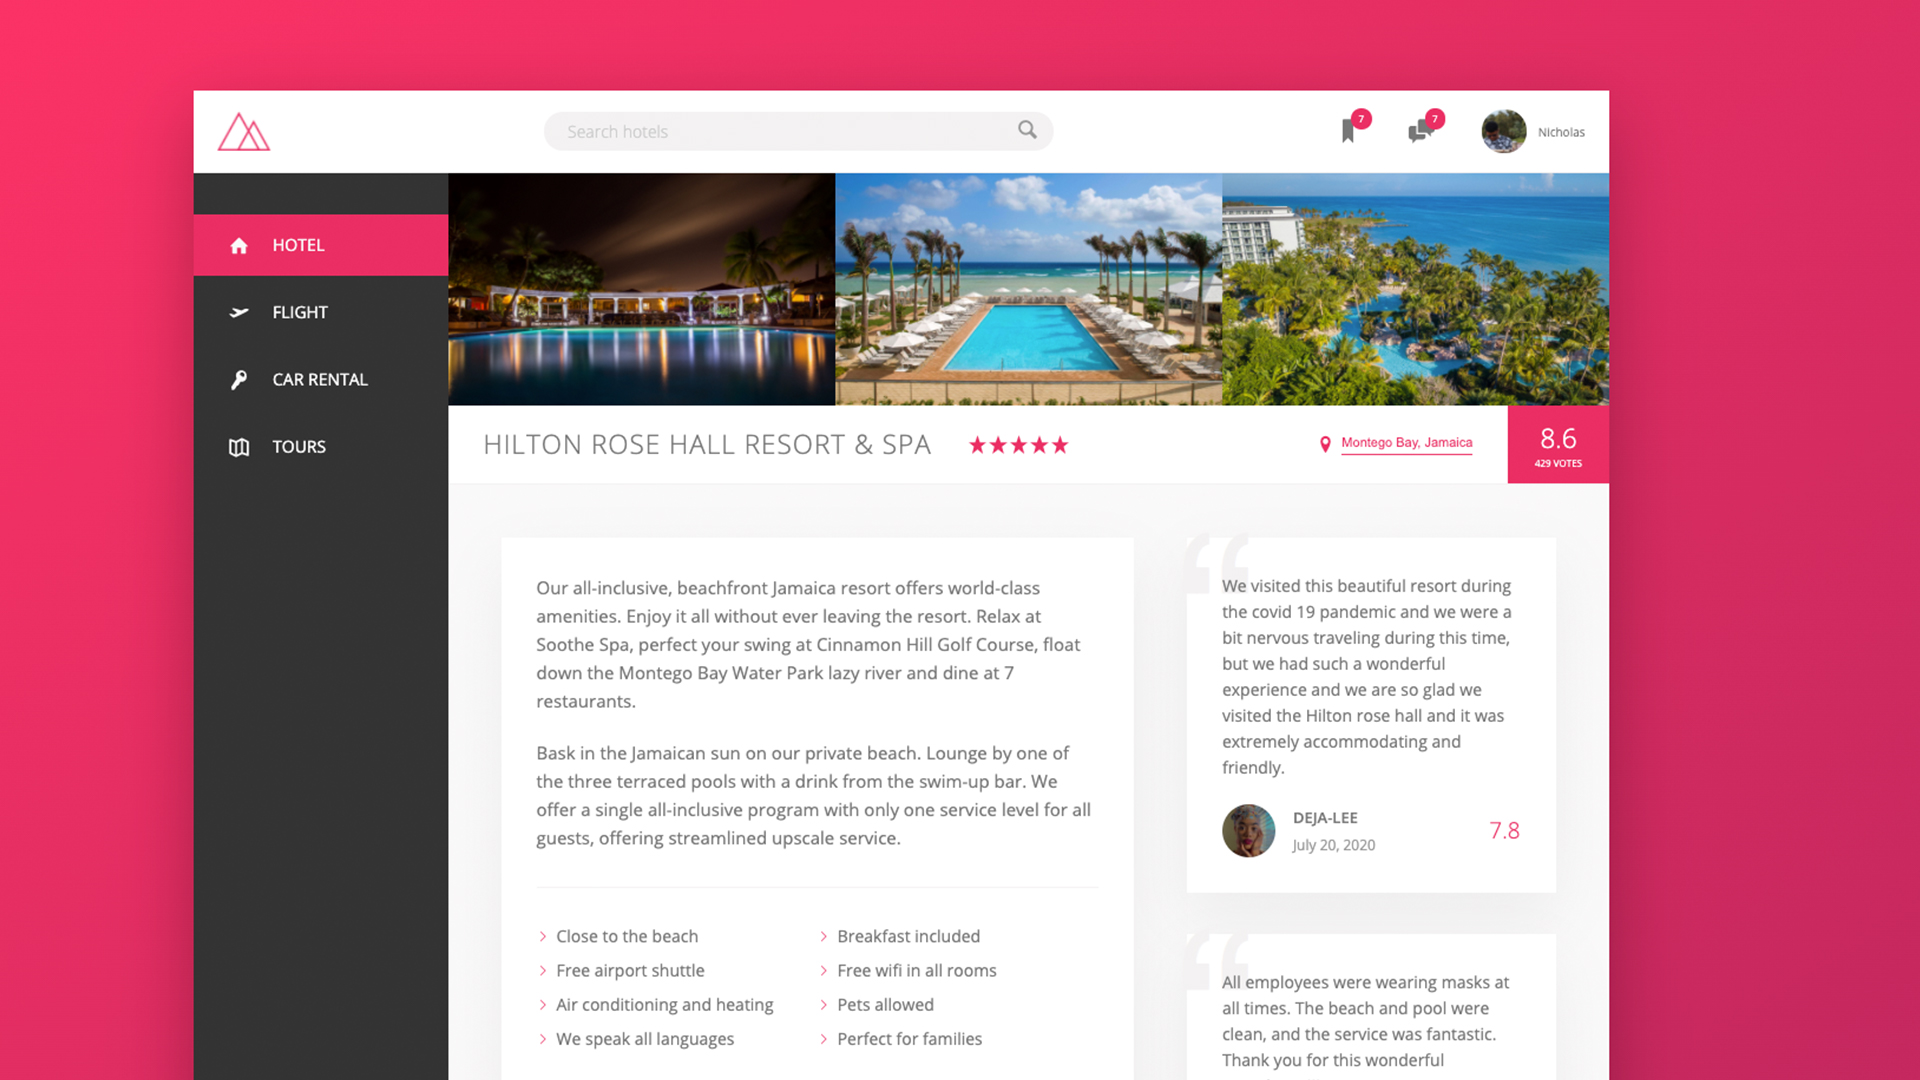 Search hotels
7
7
Nicholas
HOTEL
FLIGHT
CAR RENTAL
TOURS
HILTON ROSE HALL RESORT & SPA
Montego Bay, Jamaica
8.6
429 VOTES
Our all-inclusive, beachfront Jamaica resort offers world-class
amenities. Enjoy it all without ever leaving the resort. Relax at
Soothe Spa, perfect your swing at Cinnamon Hill Golf Course, float
down the Montego Bay Water Park lazy river and dine at 7
restaurants.
Bask in the Jamaican sun on our private beach. Lounge by one of
the three terraced pools with a drink from the swim-up bar. We
offer a single all-inclusive program with only one service level for all
guests, offering streamlined upscale service.
Close to the beach
Free airport shuttle
Air conditioning and heating
We speak all languages
Breakfast included
Free wifi in all rooms
Pets allowed
Perfect for families
We visited this beautiful resort during
the covid 19 pandemic and we were a
bit nervous traveling during this time,
but we had such a wonderful
experience and we are so glad we
visited the Hilton rose hall and it was
extremely accommodating and
friendly.
DEJA-LEE
July 20, 2020
7.8
All employees were wearing masks at
all times. The beach and pool were
clean, and the service was fantastic.
Thank you for this wonderful